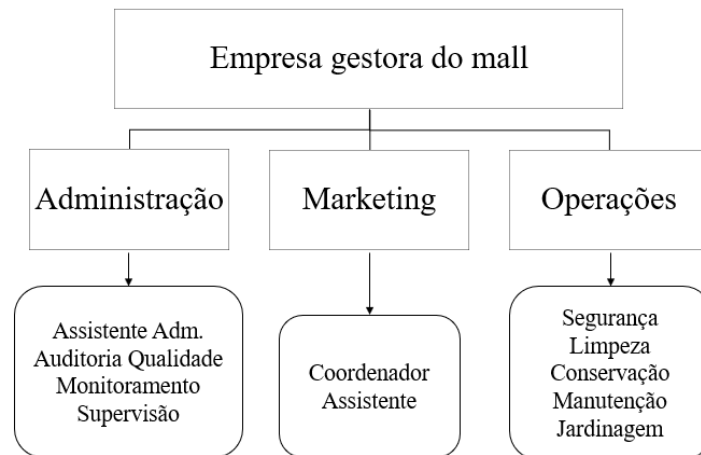 Empresa gestora do mall
Administração
Marketing
Operações
Assistente Adm.
Auditoria Qualidade
Monitoramento
Supervisão
Coordenador
Assistente
Segurança
Limpeza
Conservação
Manutenção
Jardinagem